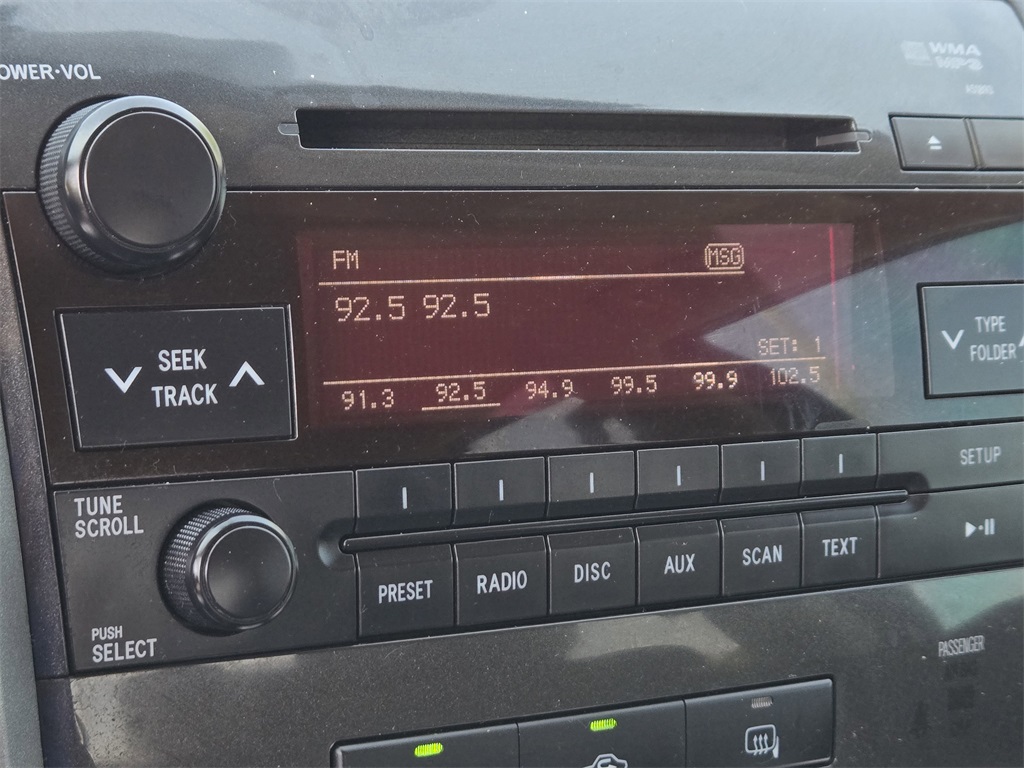 POWER·VOL
WMA
MP3
FM MSG
92.5 92.5
SET: 1
91.3 92.5 94.9 99.5 99.9 102.5
SEEK
TRACK
TYPE
FOLDER
SETUP
TUNE
SCROLL
PRESET RADIO DISC AUX SCAN TEXT
PUSH
SELECT
PASSENGER